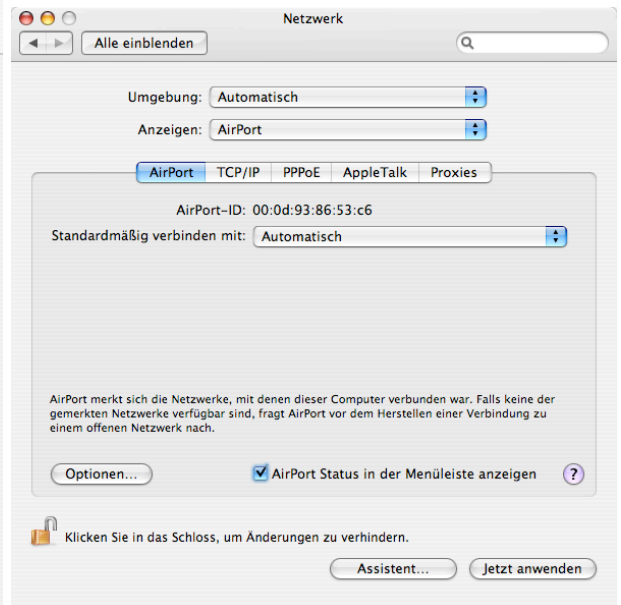 Netzwerk
Alle einblenden
Umgebung: Automatisch
Anzeigen: AirPort
AirPort TCP/IP PPPoE AppleTalk Proxies
AirPort-ID: 00:0d:93:86:53:c6
Standardmäßig verbinden mit: Automatisch
AirPort merkt sich die Netzwerke, mit denen dieser Computer verbunden war. Falls keine der
gemerkten Netzwerke verfügbar sind, fragt AirPort vor dem Herstellen einer Verbindung zu
einem offenen Netzwerk nach.
Optionen... AirPort Status in der Menüleiste anzeigen ?
Klicken Sie in das Schloss, um Änderungen zu verhindern.
Assistent... Jetzt anwenden